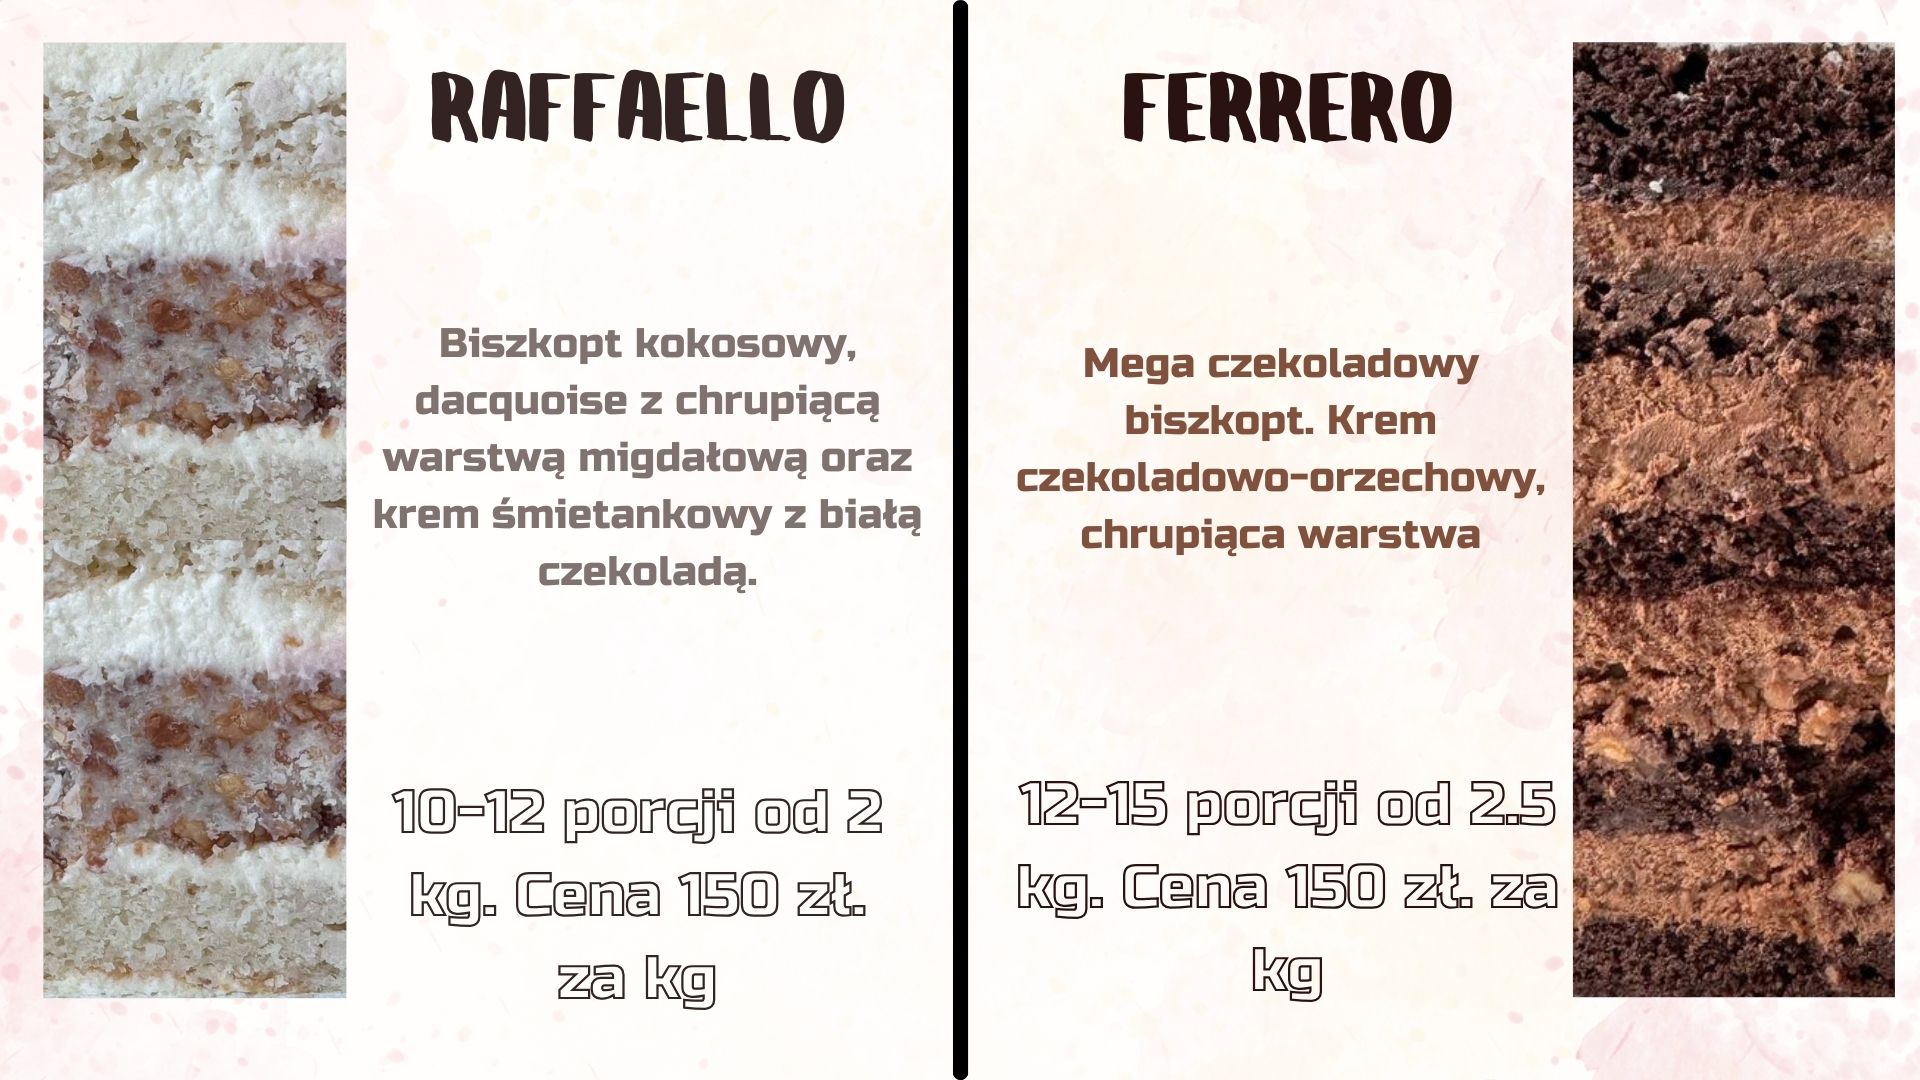 RAFFAELLO
Biszkopt kokosowy,
dacquoise z chrupiącą
warstwą migdałową oraz
krem śmietankowy z białą
czekoladą.
10-12 porcji od 2
kg. Cena 150 zł.
za kg
FERRERO
Mega czekoladowy
biszkopt. Krem
czekoladowo-orzechowy,
chrupiąca warstwa
12-15 porcji od 2.5
kg. Cena 150 zł. za
kg